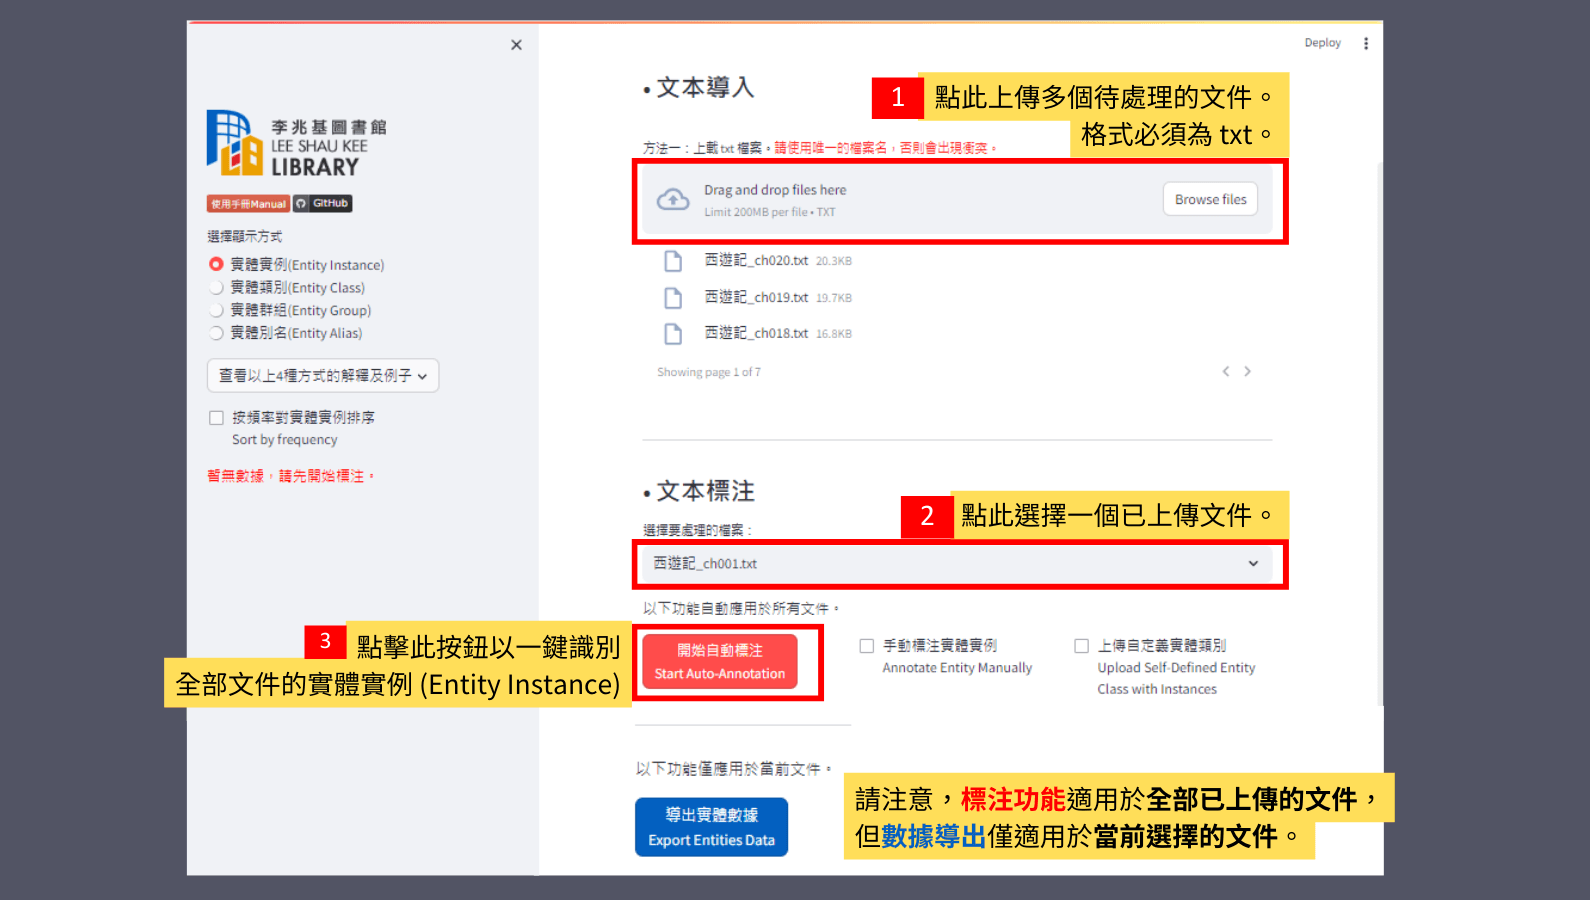 李兆基圖書館
LEE SHAU KEE
LIBRARY
使用手冊Manual
GitHub
選擇顯示方式
實體實例(Entity Instance)
實體類別(Entity Class)
實體群組(Entity Group)
實體別名(Entity Alias)
查看以上4種方式的解釋及例子
按頻率對實體實例排序
Sort by frequency
暫無數據，請先開始標注。
Deploy
• 文本導入
1
點此上傳多個待處理的文件。
格式必須為 txt。
方法一：上載 txt 檔案。請使用唯一的檔案名，否則會出現衝突。
Drag and drop files here
Limit 200MB per file • TXT
Browse files
西遊記_ch020.txt 20.3KB
西遊記_ch019.txt 19.7KB
西遊記_ch018.txt 16.8KB
Showing page 1 of 7
• 文本標注
2
點此選擇一個已上傳文件。
選擇要處理的檔案：
西遊記_ch001.txt
以下功能自動應用於所有文件。
3
點擊此按鈕以一鍵識別
全部文件的實體實例 (Entity Instance)
開始自動標注
Start Auto-Annotation
手動標注實體實例
Annotate Entity Manually
上傳自定義實體類別
Upload Self-Defined Entity
Class with Instances
以下功能僅應用於當前文件。
導出實體數據
Export Entities Data
請注意，標注功能適用於全部已上傳的文件，
但數據導出僅適用於當前選擇的文件。